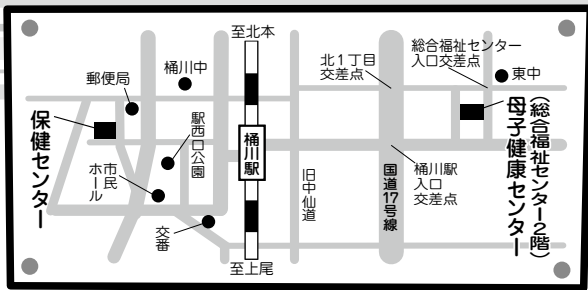 至北本
総合福祉センター
入口交差点
北1丁目
交差点
東中
桶川中
郵便局
保健センター
駅西口公園
桶川駅
(総合福祉センター2階)
母子健康センター
市民
ホール
旧中仙道
国道17号線
桶川駅
入口
交差点
交番
至上尾